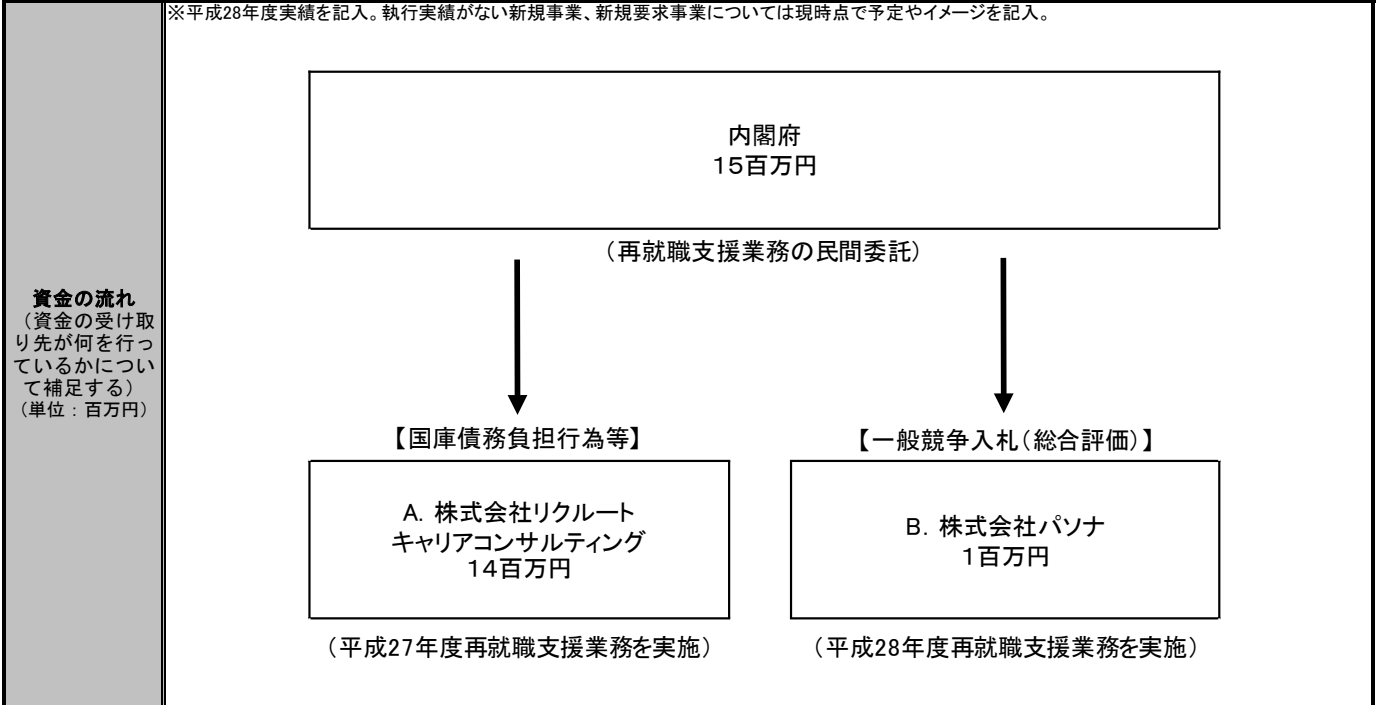 ※平成28年度実績を記入。執行実績がない新規事業、新規要求事業については現時点で予定やイメージを記入。
資金の流れ
（資金の受け取
り先が何を行っ
ているかについ
て補足する）
（単位：百万円）
内閣府
１５百万円
（再就職支援業務の民間委託）
【国庫債務負担行為等】
A．株式会社リクルート
キャリアコンサルティング
１４百万円
（平成27年度再就職支援業務を実施）
【一般競争入札（総合評価）】
B．株式会社パソナ
１百万円
（平成28年度再就職支援業務を実施）